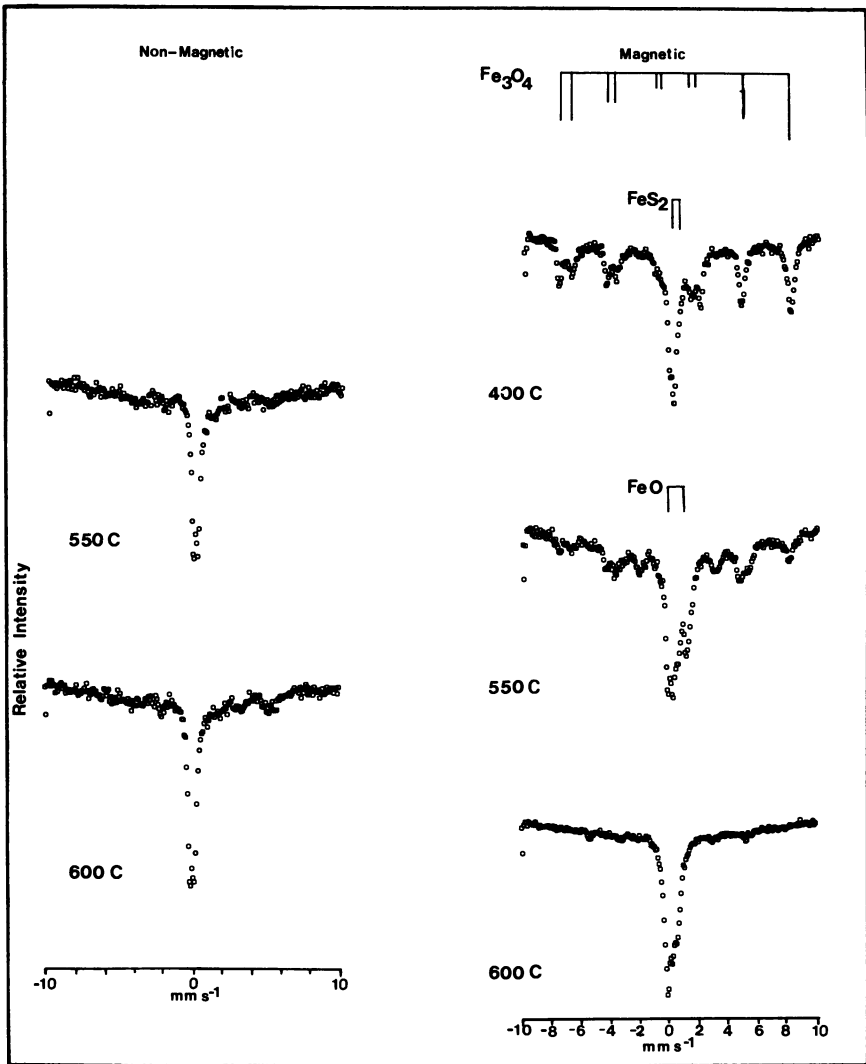 Non-Magnetic
Magnetic
Fe3O4
FeS2
400 C
550 C
FeO
550 C
Relative Intensity
600 C
600 C
-10 0 10
mm s-1
-10 -8 -6 -4 -2 0 2 4 6 8 10
mm s-1